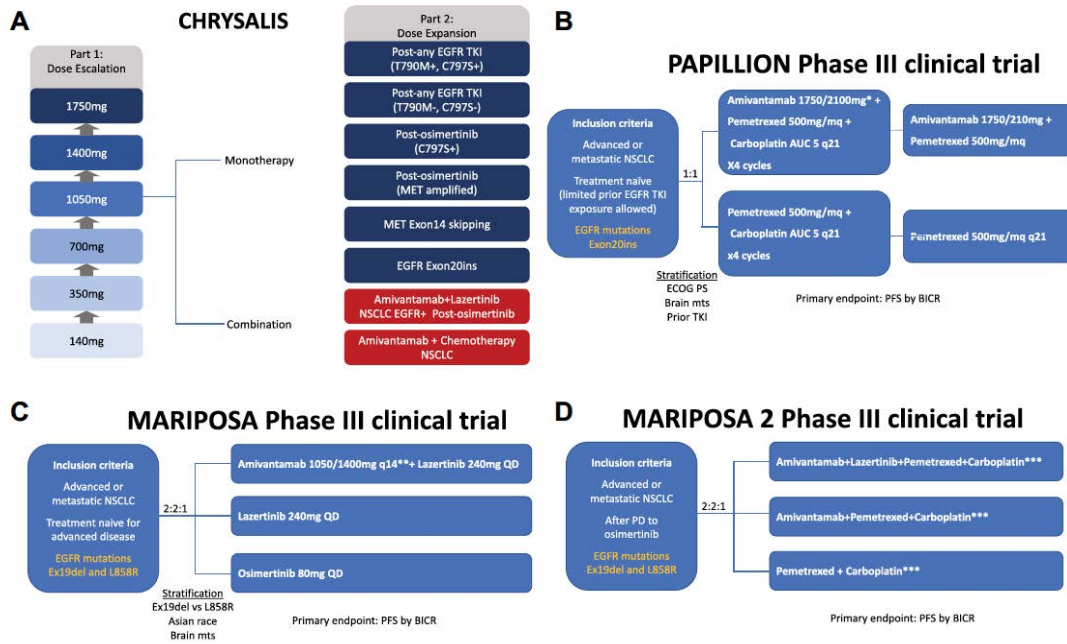 A
CHRYSALIS
Part 1:
Dose Escalation
1750mg
1400mg
1050mg
700mg
350mg
140mg
Monotherapy
Combination
Part 2:
Dose Expansion
Post-any EGFR TKI
(T790M+, C797S+)
Post-any EGFR TKI
(T790M-, C797S-)
Post-osimertinib
(C797S+)
Post-osimertinib
(MET amplified)
MET Exon14 skipping
EGFR Exon20ins
Amivantamab+Lazertinib
NSCLC EGFR+ Post-osimertinib
Amivantamab + Chemotherapy
NSCLC
B
PAPILLION Phase III clinical trial
Inclusion criteria
Advanced or
metastatic NSCLC
Treatment naïve
(limited prior EGFR TKI
exposure allowed)
EGFR mutations
Exon20ins
1:1
Stratification
ECOG PS
Brain mts
Prior TKI
Amivantamab 1750/2100mg* +
Pemetrexed 500mg/mq +
Carboplatin AUC 5 q21
X4 cycles
Amivantamab 1750/210mg +
Pemetrexed 500mg/mq
Pemetrexed 500mg/mq +
Carboplatin AUC 5 q21
x4 cycles
Pemetrexed 500mg/mq q21
Primary endpoint: PFS by BICR
C
MARIPOSA Phase III clinical trial
Inclusion criteria
Advanced or
metastatic NSCLC
Treatment naive for
advanced disease
EGFR mutations
Ex19del and L858R
2:2:1
Stratification
Ex19del vs L858R
Asian race
Brain mts
Amivantamab 1050/1400mg q14**+ Lazertinib 240mg QD
Lazertinib 240mg QD
Osimertinib 80mg QD
Primary endpoint: PFS by BICR
D
MARIPOSA 2 Phase III clinical trial
Inclusion criteria
Advanced or
metastatic NSCLC
After PD to
osimertinib
EGFR mutations
Ex19del and L858R
2:2:1
Amivantamab+Lazertinib+Pemetrexed+Carboplatin***
Amivantamab+Pemetrexed+Carboplatin***
Pemetrexed + Carboplatin***
Primary endpoint: PFS by BICR